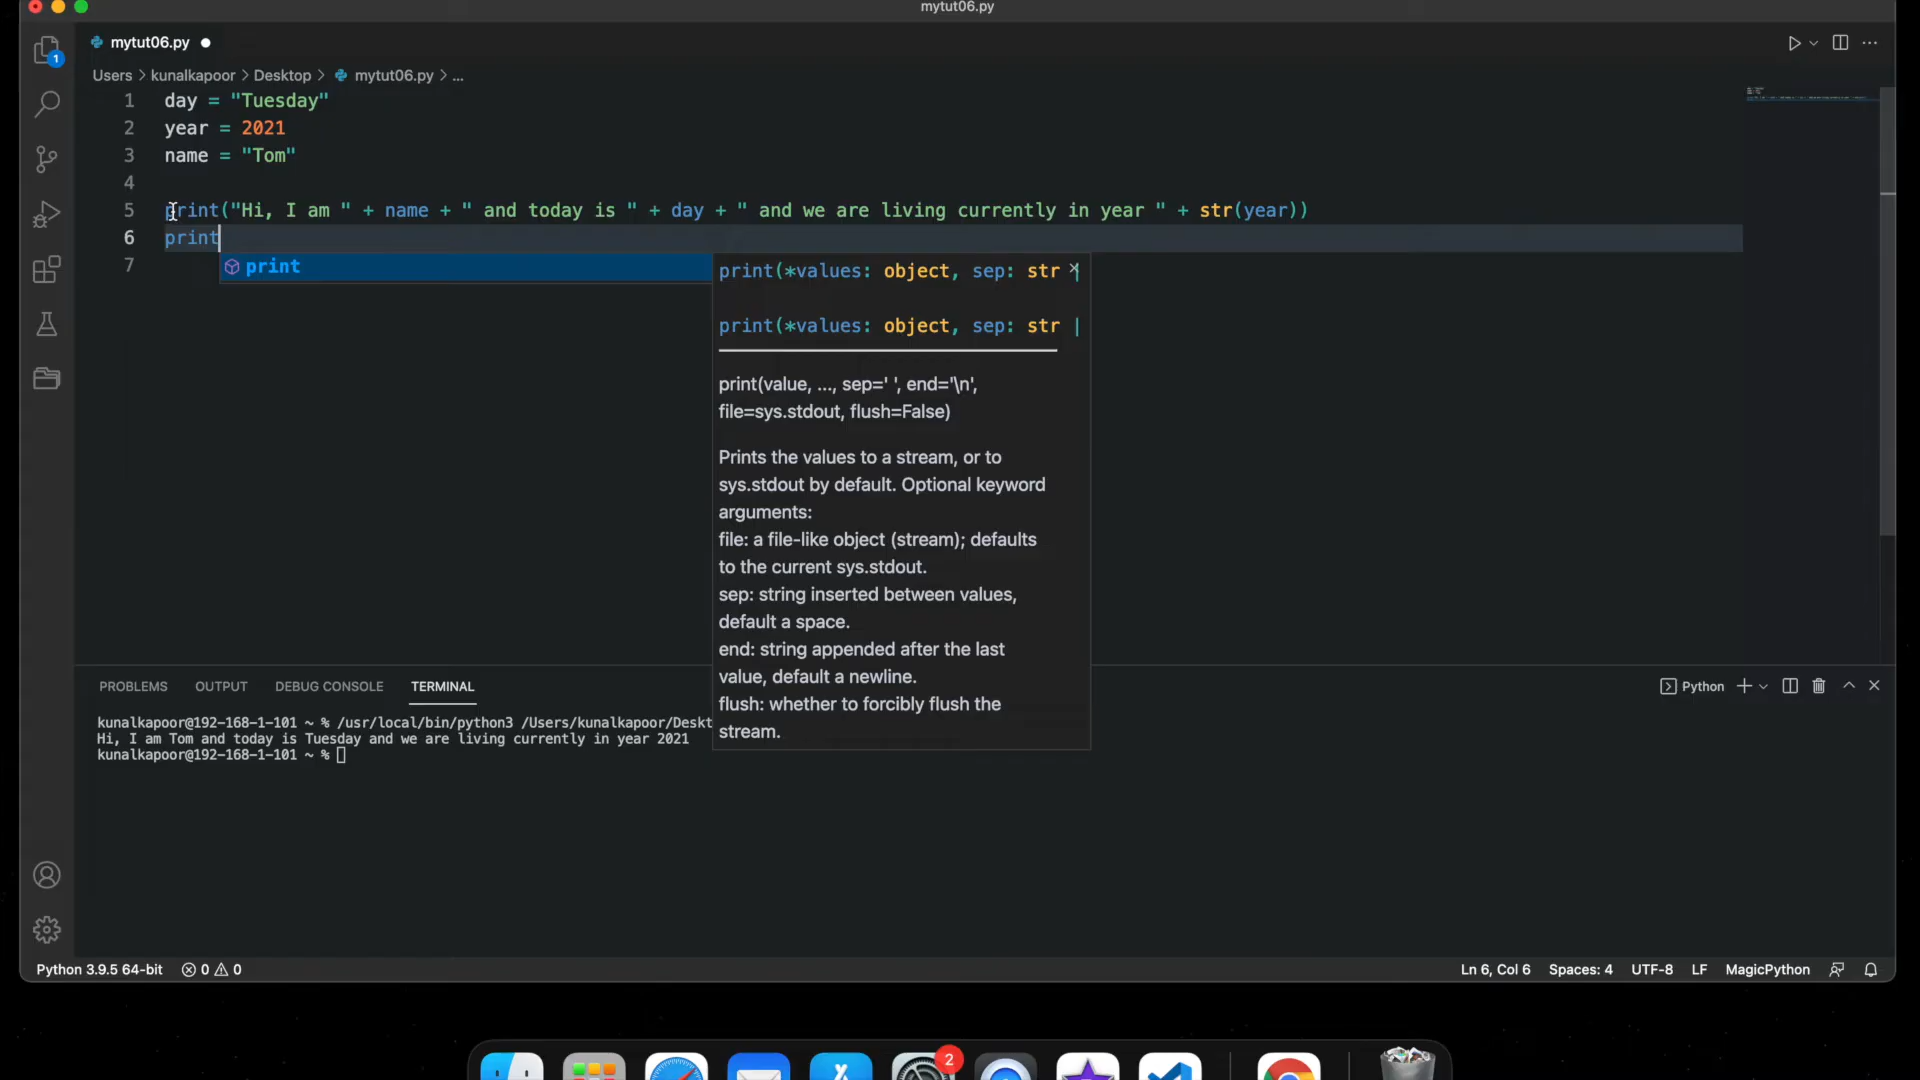 mytut06.py
mytut06.py
Users > kunalkapoor > Desktop > mytut06.py > ...
1 day = "Tuesday"
2 year = 2021
3 name = "Tom"
4
5 print("Hi, I am " + name + " and today is " + day + " and we are living currently in year " + str(year))
6 print
7
print
print(*values: object, sep: str |
print(*values: object, sep: str |
print(value, ..., sep=' ', end='\n',
file=sys.stdout, flush=False)
Prints the values to a stream, or to
sys.stdout by default. Optional keyword
arguments:
file: a file-like object (stream); defaults
to the current sys.stdout.
sep: string inserted between values,
default a space.
end: string appended after the last
value, default a newline.
flush: whether to forcibly flush the
stream.
1
PROBLEMS OUTPUT DEBUG CONSOLE TERMINAL Python
kunalkapoor@192-168-1-101 ~ % /usr/local/bin/python3 /Users/kunalkapoor/Deskt
Hi, I am Tom and today is Tuesday and we are living currently in year 2021
kunalkapoor@192-168-1-101 ~ %
Python 3.9.5 64-bit 0 0 Ln 6, Col 6 Spaces: 4 UTF-8 LF MagicPython
2